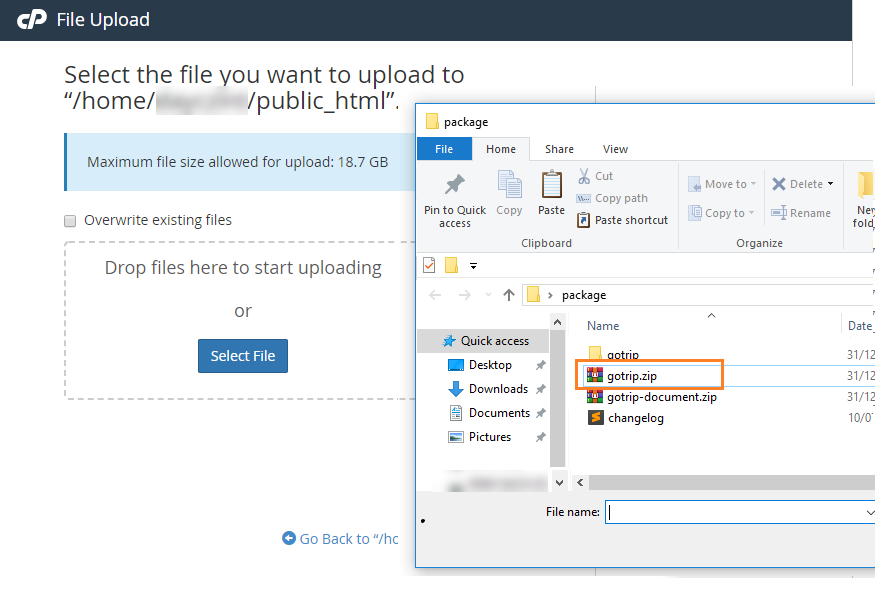 cP File Upload
Select the file you want to upload to
“/home/ /public_html”.
Maximum file size allowed for upload: 18.7 GB
Overwrite existing files
Drop files here to start uploading
or
Select File
Go Back to “/hc
package
File
Home
Share
View
Pin to Quick
access
Copy
Paste
Cut
Copy path
Paste shortcut
Clipboard
Move to
Copy to
Delete
Rename
Organize
New
fold
package
Name
Date
Quick access
Desktop
Downloads
Documents
Pictures
gotrip
31/12
gotrip.zip
31/12
gotrip-document.zip
31/12
changelog
10/0
File name: